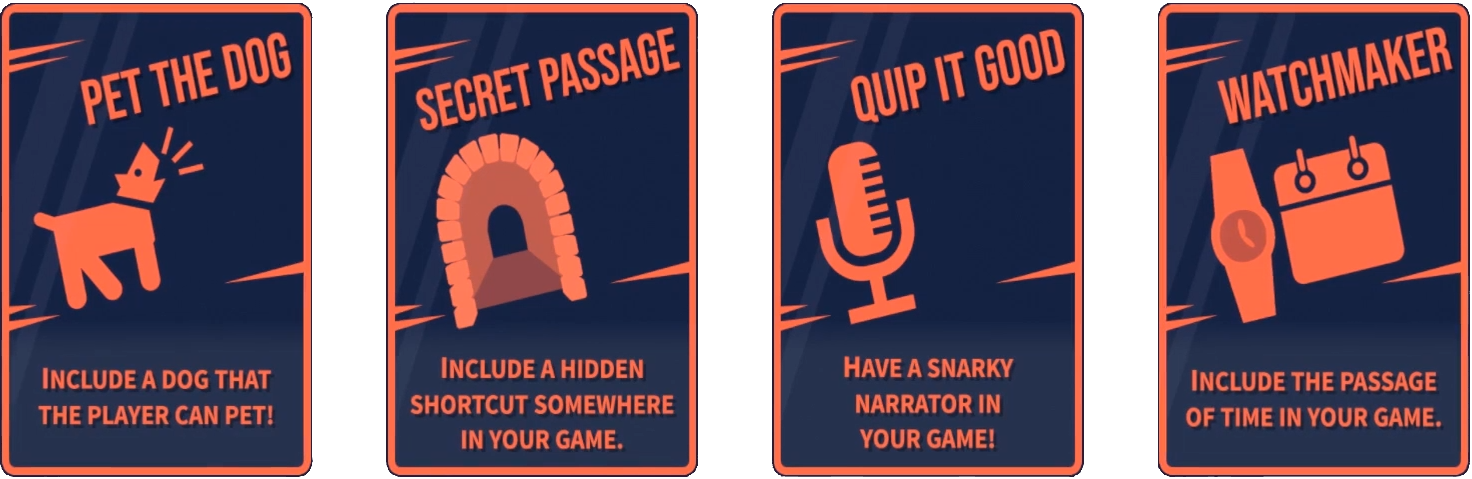 PET THE DOG
INCLUDE A DOG THAT
THE PLAYER CAN PET!
SECRET PASSAGE
INCLUDE A HIDDEN
SHORTCUT SOMEWHERE
IN YOUR GAME.
QUIP IT GOOD
HAVE A SNARKY
NARRATOR IN
YOUR GAME!
WATCHMAKER
INCLUDE THE PASSAGE
OF TIME IN YOUR GAME.